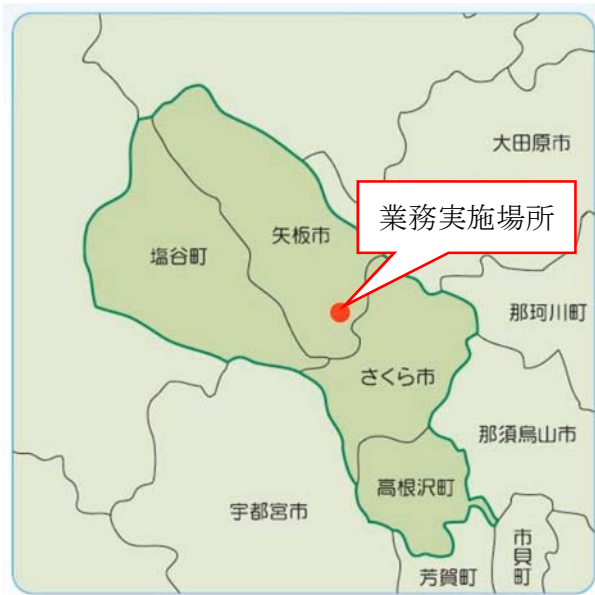 大田原市
業務実施場所
矢板市
塩谷町
那珂川町
さくら市
那須烏山市
高根沢町
宇都宮市
市貝町
芳賀町